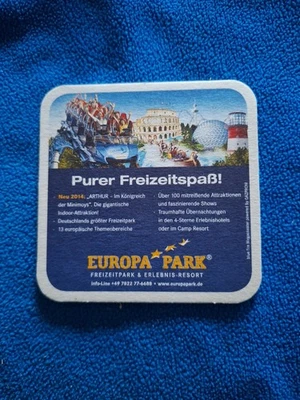 Purer Freizeitspaß!
Neu 2014: „ARTHUR - Im Königreich
der Minimoys". Die gigantische
Indoor-Attraktion!
Deutschlands größter Freizeitpark
13 europäische Themenbereiche
Über 100 mitreißende Attraktionen
und faszinierende Shows
Traumhafte Übernachtungen
in den 4-Sterne Erlebnishotels
oder im Camp Resort
EUROPA PARK®
FREIZEITPARK & ERLEBNIS-RESORT
Info-Line +49 7822 77-6688 • www.europapark.de